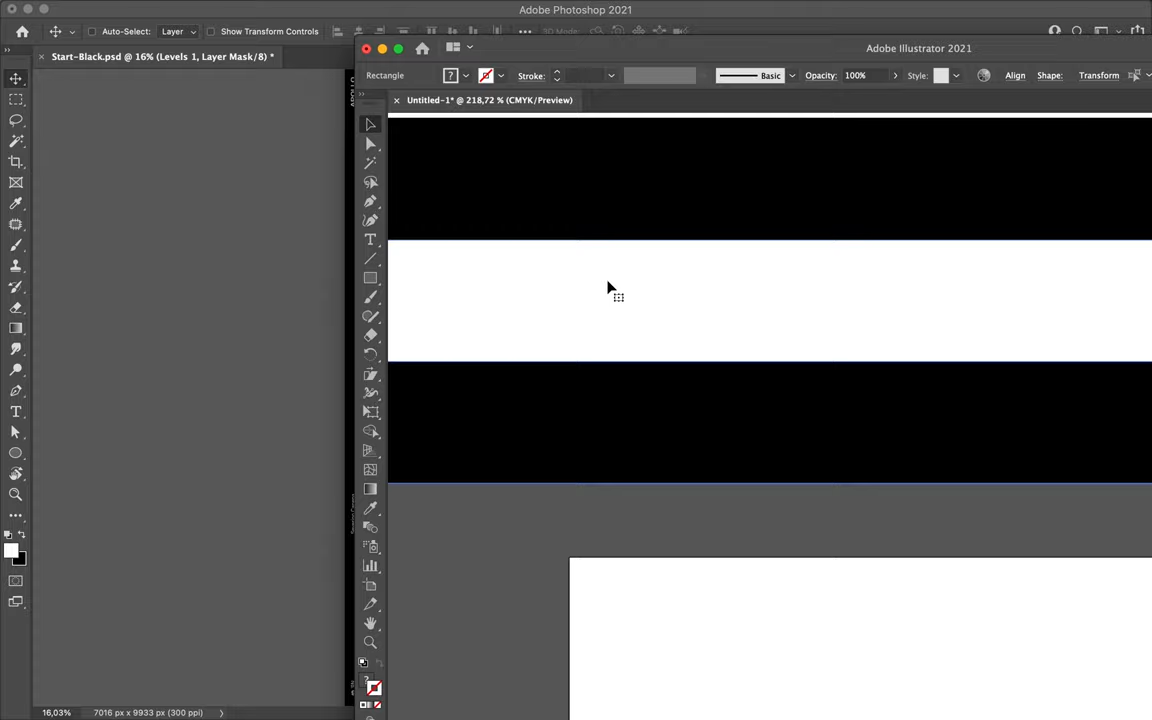 Adobe Photoshop 2021
Auto-Select:
Layer
Show Transform Controls
3D Mode:
Start-Black.psd @ 16% (Levels 1, Layer Mask/8) *
Adobe Illustrator 2021
Rectangle
?
Stroke:
Basic
Opacity:
100%
Style:
Align
Shape:
Transform
Untitled-1* @ 218,72 % (CMYK/Preview)
16,03%
7016 px x 9933 px (300 ppi)